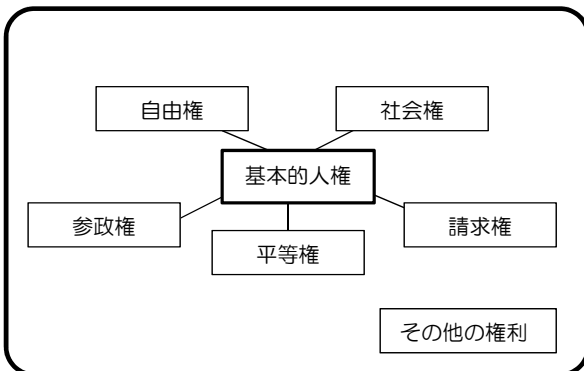 自由権
社会権
基本的人権
参政権
平等権
請求権
その他の権利